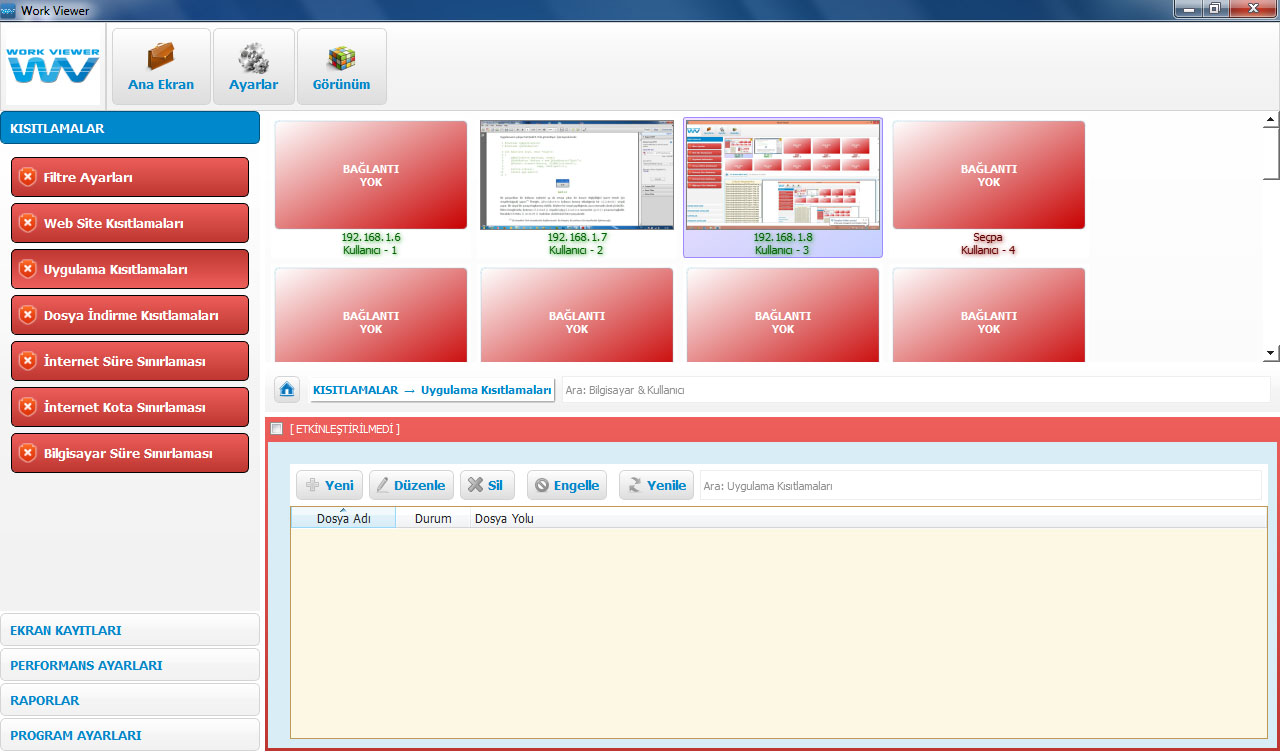 Work Viewer
WORK VIEWER
Ana Ekran
Ayarlar
Görünüm
KISITLAMALAR
Filtre Ayarları
Web Site Kısıtlamaları
Uygulama Kısıtlamaları
Dosya İndirme Kısıtlamaları
İnternet Süre Sınırlaması
İnternet Kota Sınırlaması
Bilgisayar Süre Sınırlaması
EKRAN KAYITLARI
PERFORMANS AYARLARI
RAPORLAR
PROGRAM AYARLARI
BAĞLANTI
YOK
192.168.1.6
Kullanıcı - 1
192.168.1.7
Kullanıcı - 2
192.168.1.8
Kullanıcı - 3
BAĞLANTI
YOK
Seçpa
Kullanıcı - 4
BAĞLANTI
YOK
BAĞLANTI
YOK
BAĞLANTI
YOK
BAĞLANTI
YOK
KISITLAMALAR → Uygulama Kısıtlamaları
Ara: Bilgisayar & Kullanıcı
[ ETKİNLEŞTİRİLMEDİ ]
Yeni
Düzenle
Sil
Engelle
Yenile
Ara: Uygulama Kısıtlamaları
Dosya Adı
Durum
Dosya Yolu